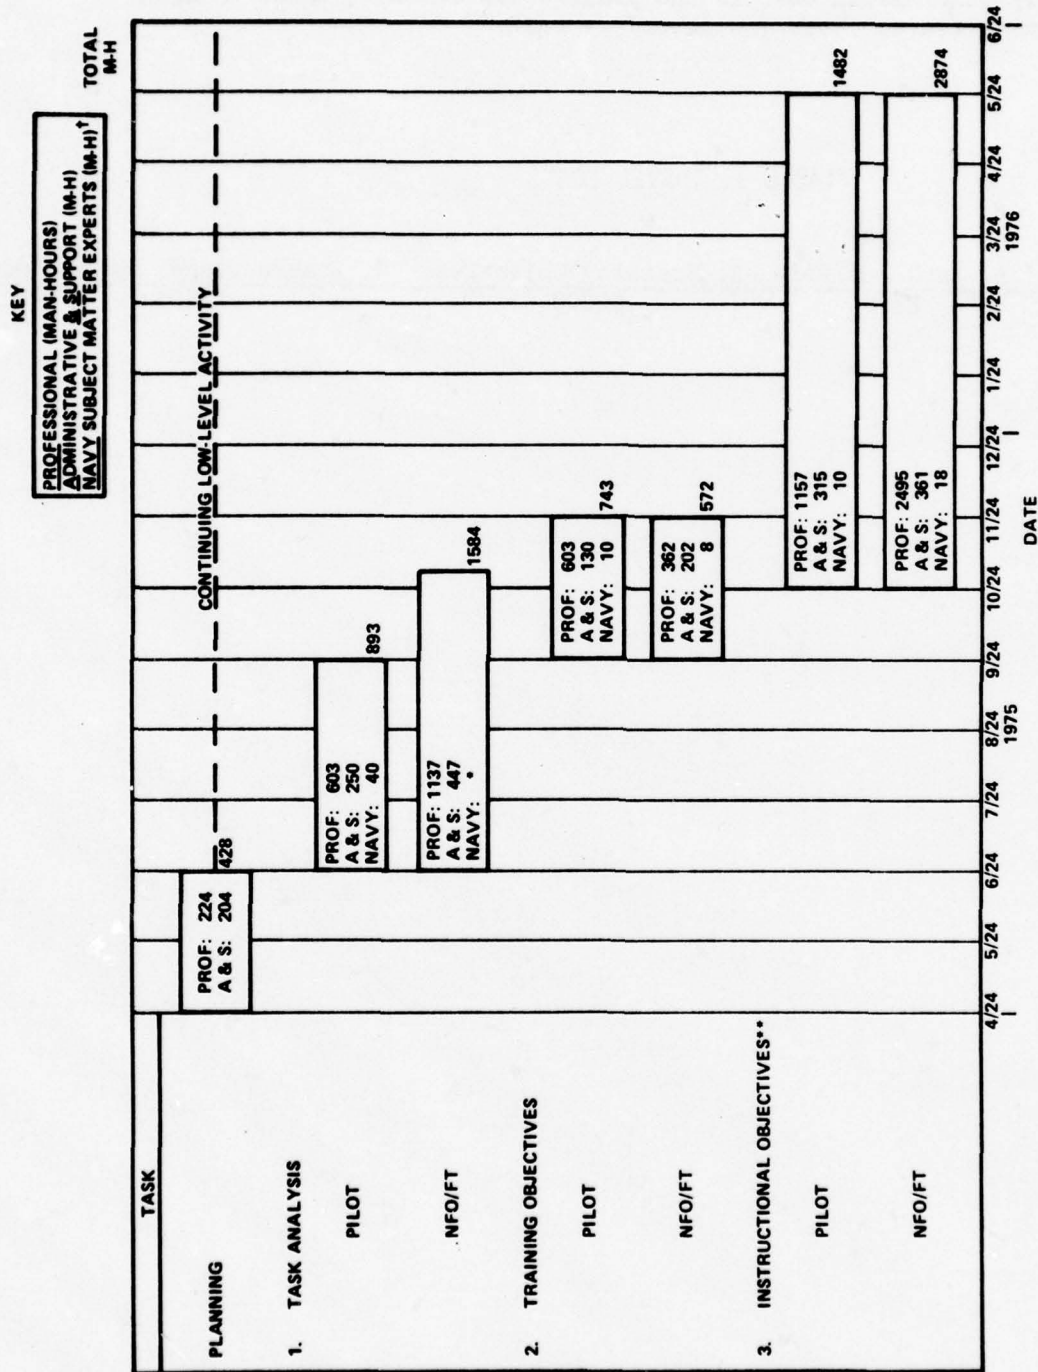 KEY
PROFESSIONAL (MAN-HOURS)
ADMINISTRATIVE & SUPPORT (M-H)
NAVY SUBJECT MATTER EXPERTS (M-H)†
TASK
TOTAL
M-H
PLANNING
PROF: 224
A & S: 204
428
CONTINUING LOW-LEVEL ACTIVITY
1. TASK ANALYSIS
PILOT
PROF: 603
A & S: 250
NAVY: 40
893
NFO/FT
PROF: 1137
A & S: 447
NAVY: *
1584
2. TRAINING OBJECTIVES
PILOT
PROF: 603
A & S: 130
NAVY: 10
743
NFO/FT
PROF: 362
A & S: 202
NAVY: 8
572
3. INSTRUCTIONAL OBJECTIVES**
PILOT
PROF: 1157
A & S: 315
NAVY: 10
1482
NFO/FT
PROF: 2495
A & S: 361
NAVY: 18
2874
4/24 5/24 6/24 7/24 8/24 9/24 10/24 11/24 12/24 1/24 2/24 3/24 4/24 5/24 6/24
1975 1976
DATE